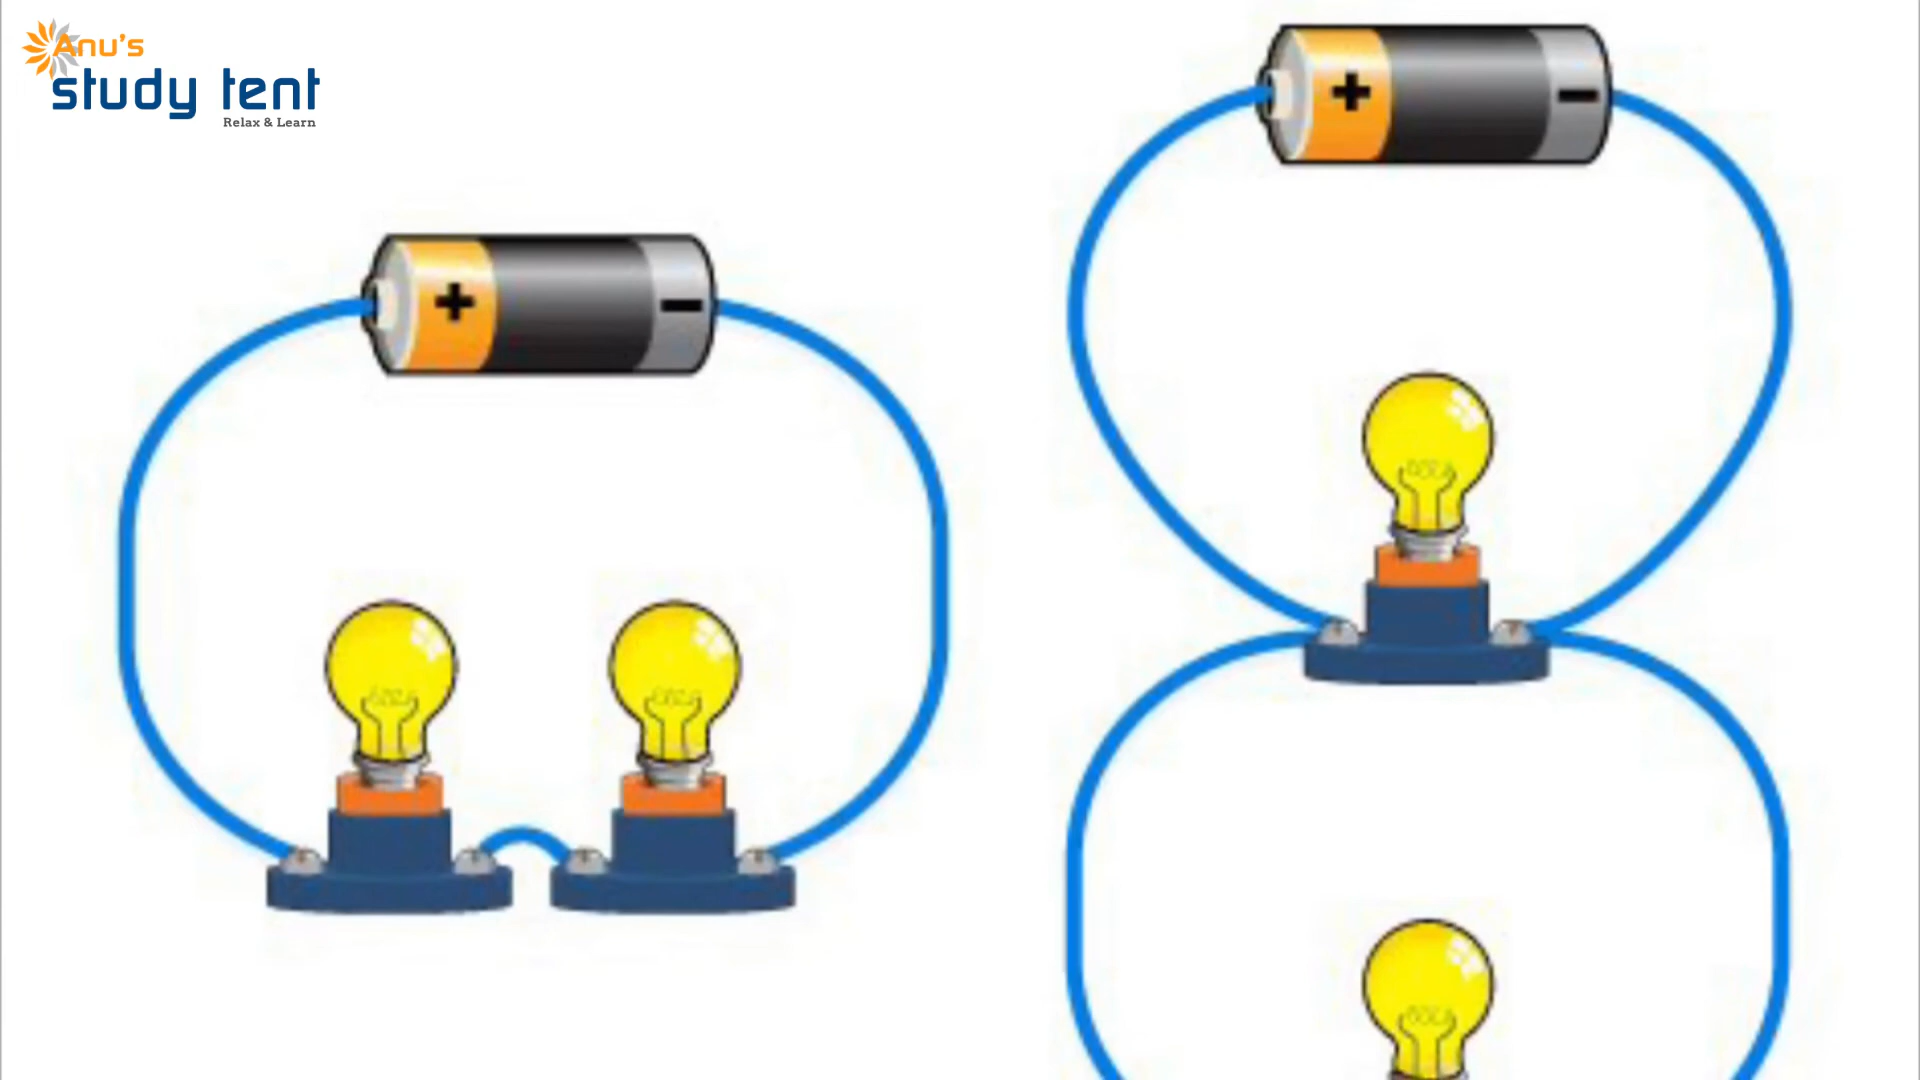 Anu's
study tent
Relax & Learn
+
-
+
-